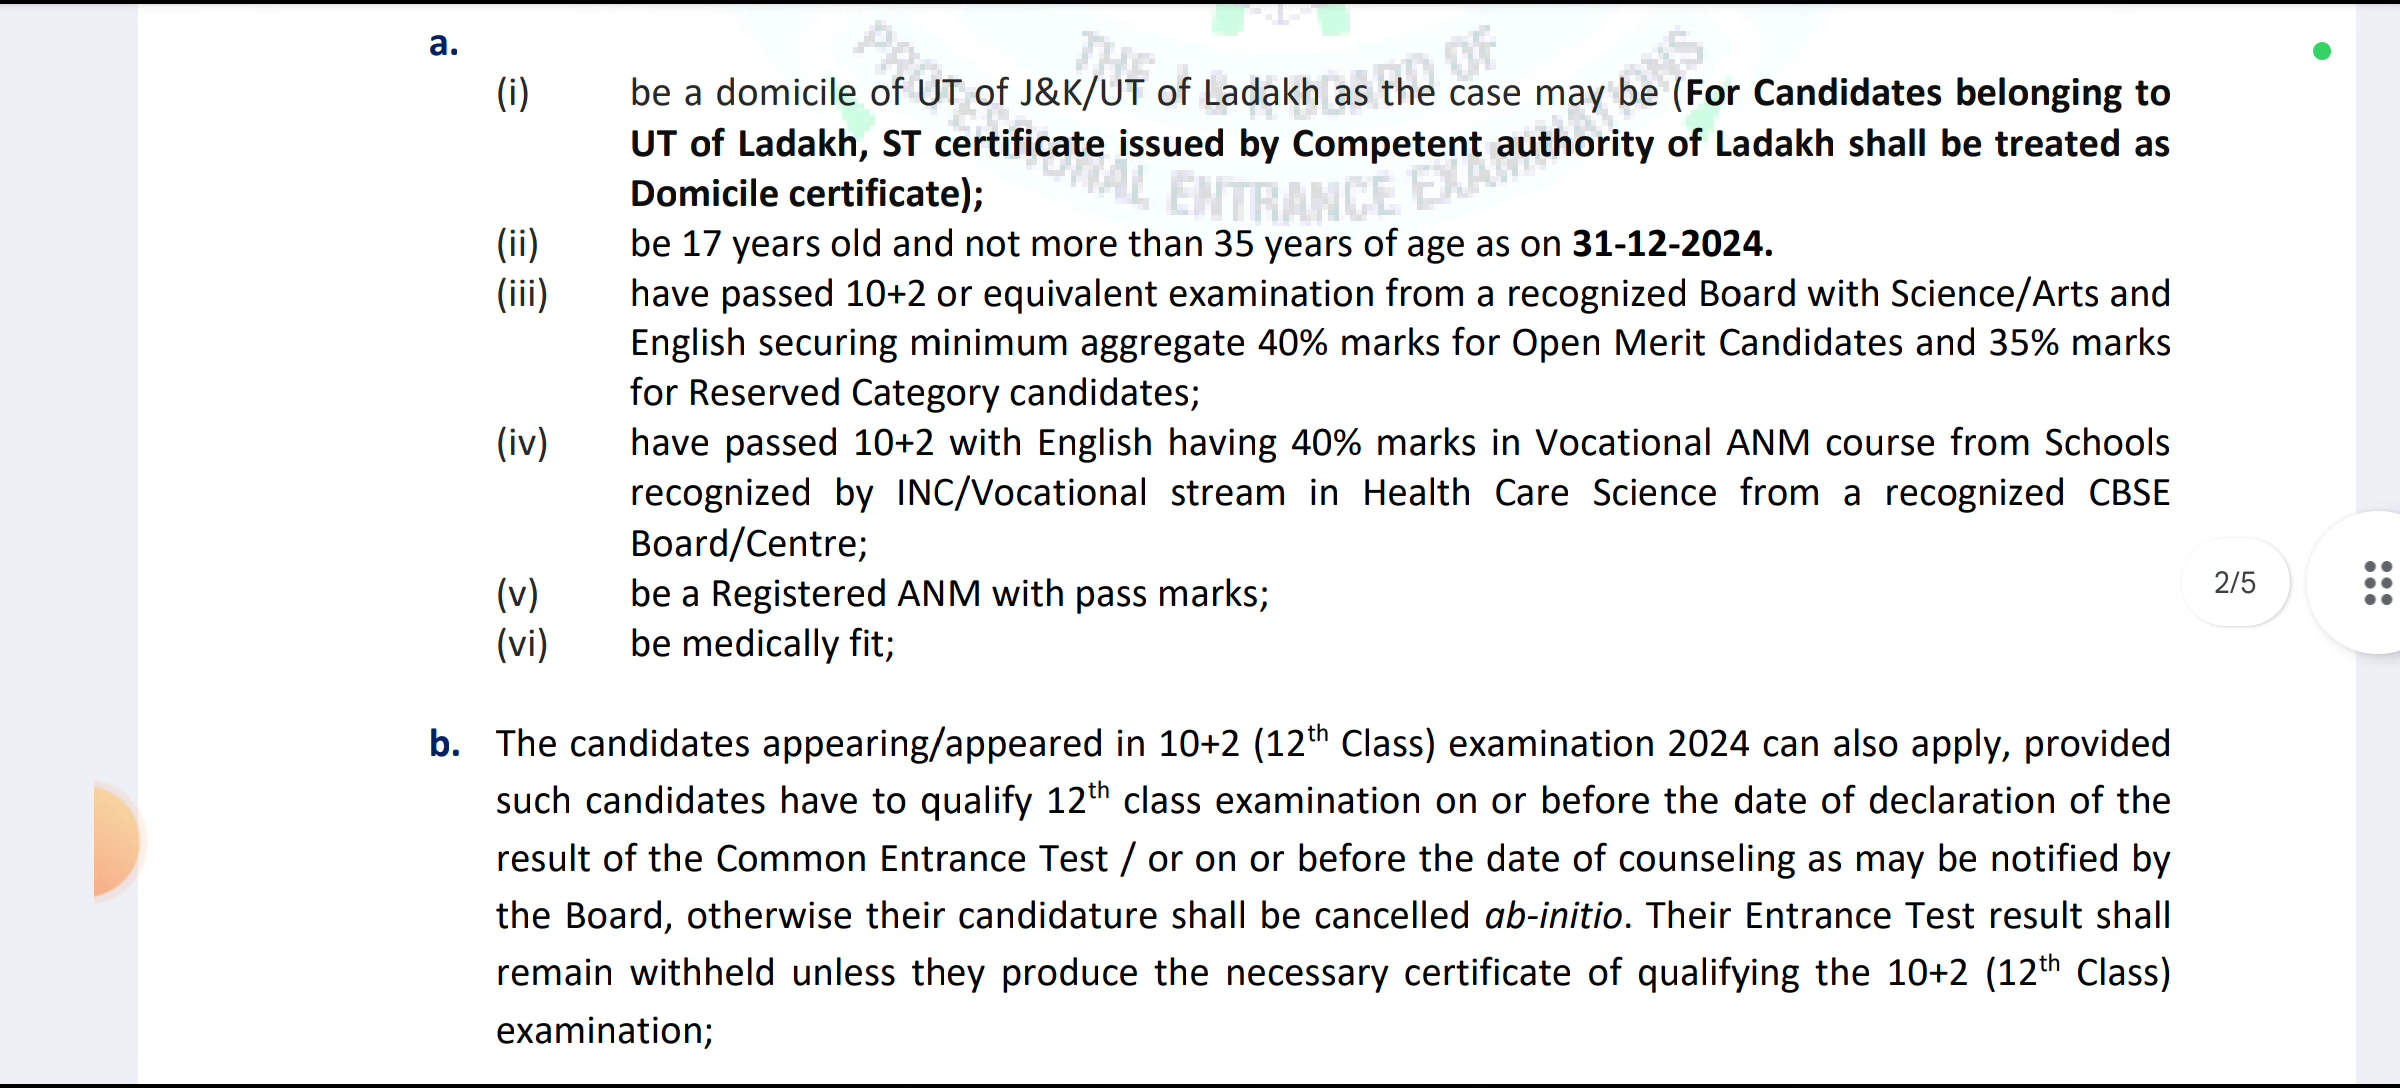 THE J & K BOARD OF
PROFESSIONAL ENTRANCE EXAMINATIONS
a.
(i) be a domicile of UT of J&K/UT of Ladakh as the case may be (For Candidates belonging to
UT of Ladakh, ST certificate issued by Competent authority of Ladakh shall be treated as
Domicile certificate);
(ii) be 17 years old and not more than 35 years of age as on 31-12-2024.
(iii) have passed 10+2 or equivalent examination from a recognized Board with Science/Arts and
English securing minimum aggregate 40% marks for Open Merit Candidates and 35% marks
for Reserved Category candidates;
(iv) have passed 10+2 with English having 40% marks in Vocational ANM course from Schools
recognized by INC/Vocational stream in Health Care Science from a recognized CBSE
Board/Centre;
(v) be a Registered ANM with pass marks;
2/5
(vi) be medically fit;
b. The candidates appearing/appeared in 10+2 (12th Class) examination 2024 can also apply, provided
such candidates have to qualify 12th class examination on or before the date of declaration of the
result of the Common Entrance Test / or on or before the date of counseling as may be notified by
the Board, otherwise their candidature shall be cancelled ab-initio. Their Entrance Test result shall
remain withheld unless they produce the necessary certificate of qualifying the 10+2 (12th Class)
examination;